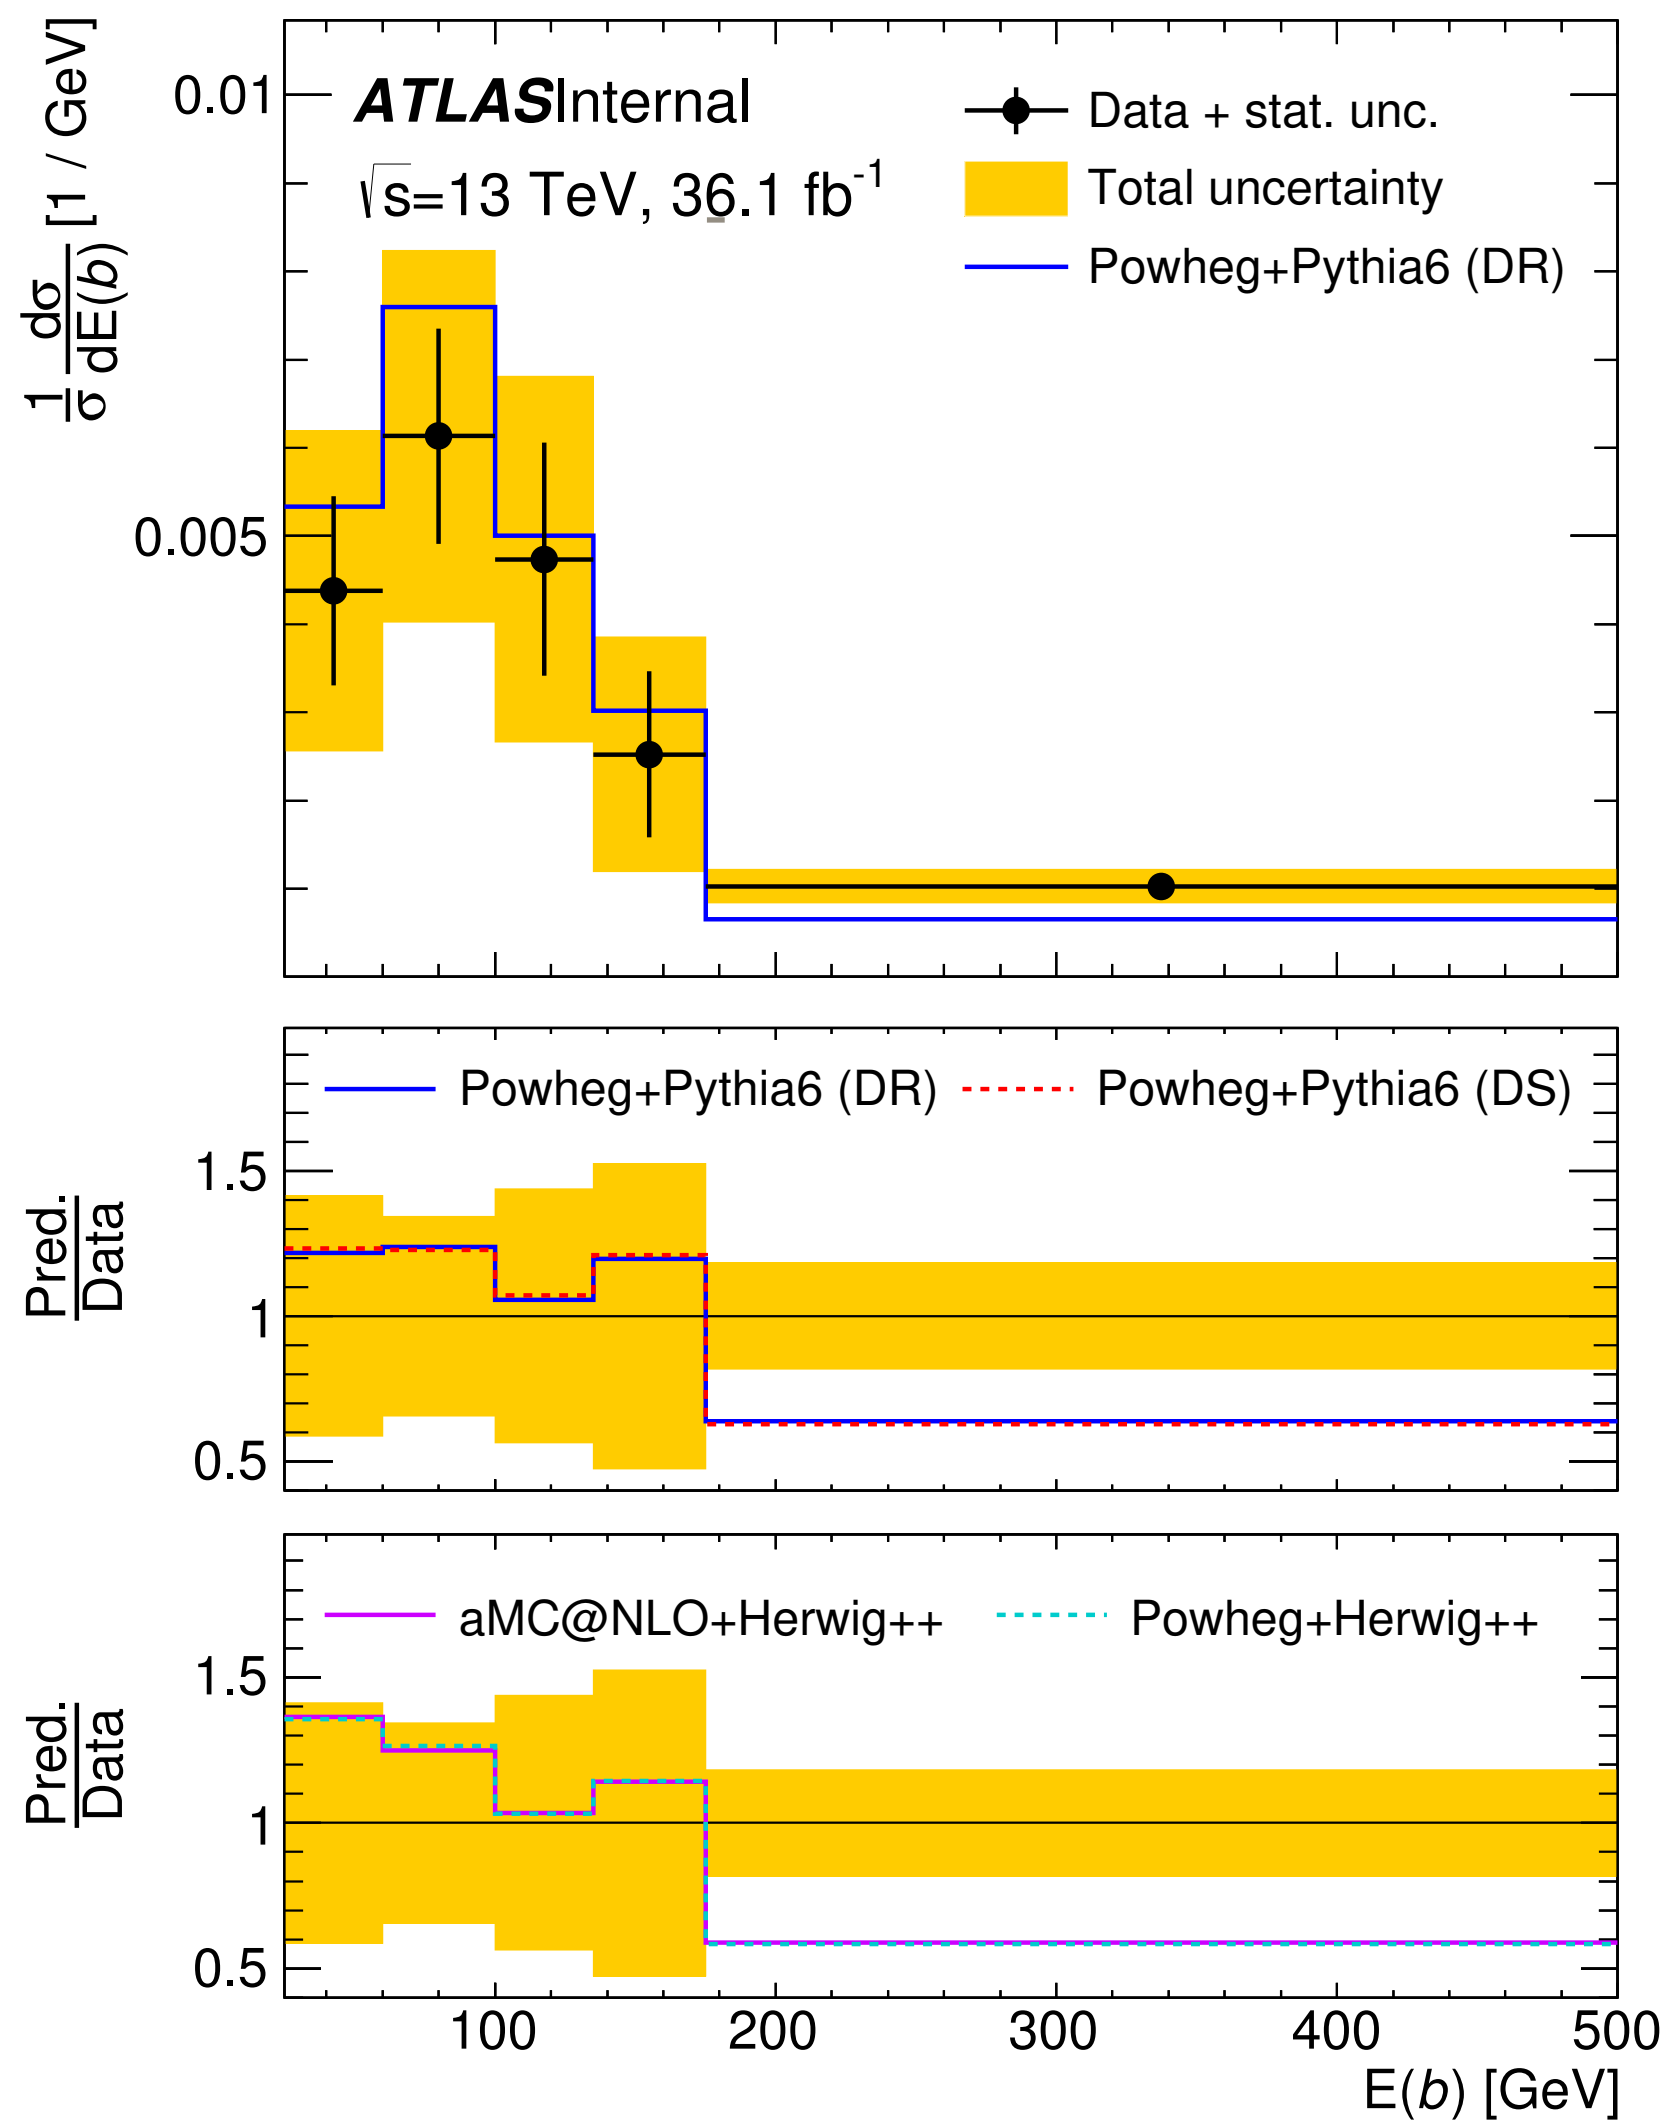 0.01
0.005
1/σ dσ/dE(b) [1 / GeV]
ATLAS Internal
√s=13 TeV, 36.1 fb⁻¹
Data + stat. unc.
Total uncertainty
Powheg+Pythia6 (DR)
Powheg+Pythia6 (DR) Powheg+Pythia6 (DS)
1.5
1
0.5
Pred.
Data
aMC@NLO+Herwig++ Powheg+Herwig++
1.5
1
0.5
Pred.
Data
100 200 300 400 500
E(b) [GeV]